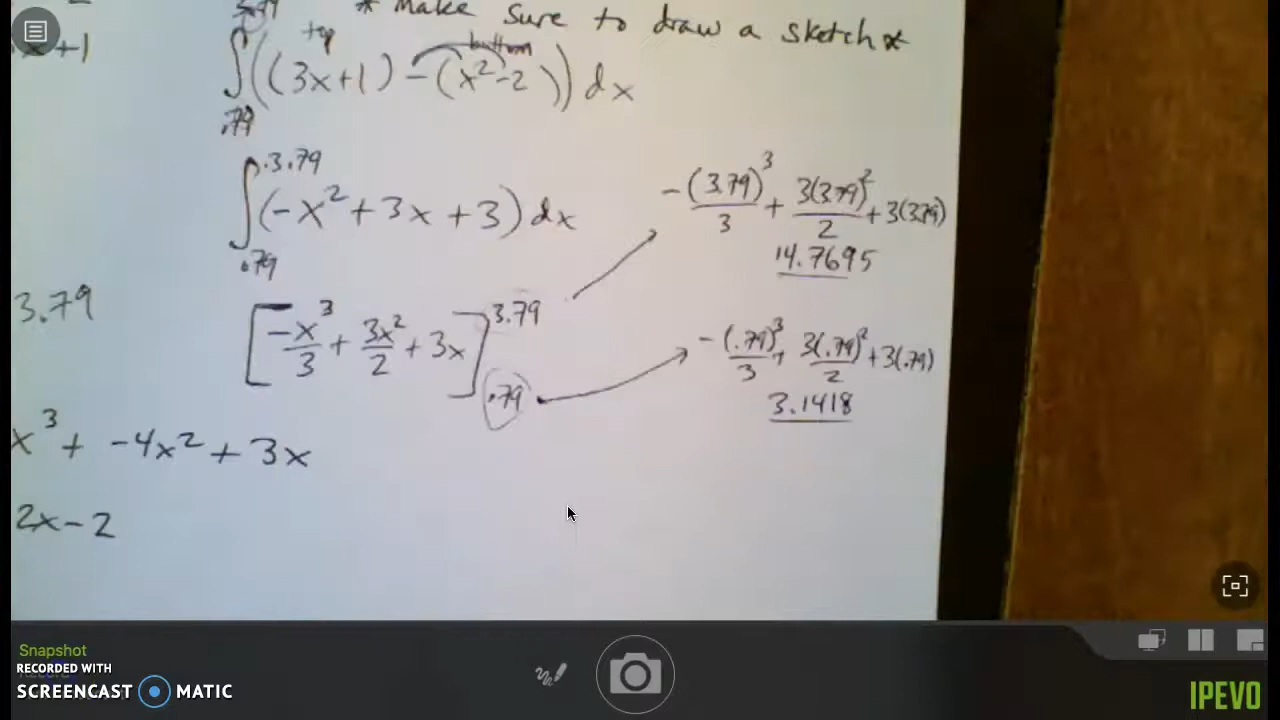 * Make sure to draw a sketch *
x+1
top
bottom
∫((3x+1) -(x²-2)) dx
.79
3.79
∫(-x²+3x+3) dx
.79
-(3.79)³/3 + 3(3.79)²/2 + 3(3.79)
14.7695
3.79
[-x³/3 + 3x²/2 + 3x]
3.79
.79
-(.79)³/3 + 3(.79)²/2 + 3(.79)
3.1418
x³ + -4x² + 3x
2x-2
Snapshot
RECORDED WITH
SCREENCAST MATIC
IPEVO